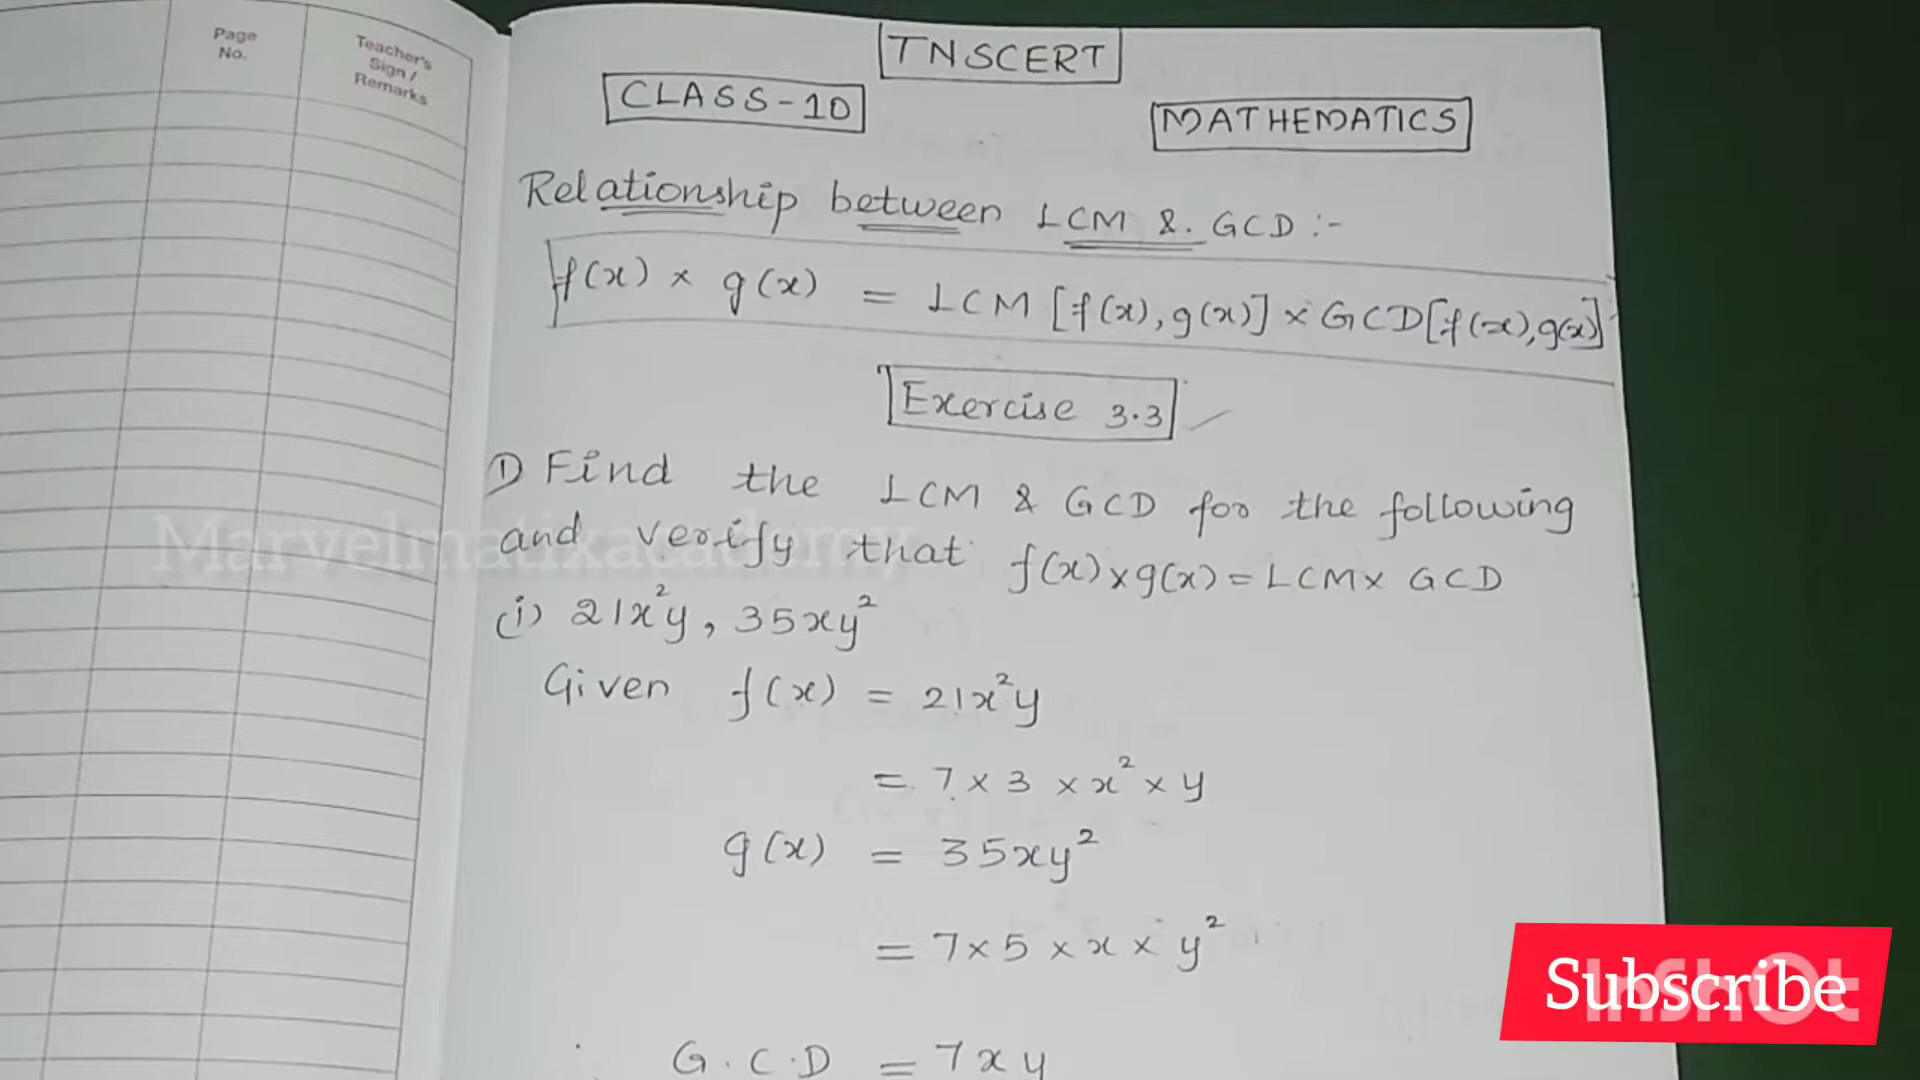 Page No.
Teacher's Sign / Remarks
TNSCERT
CLASS-10
MATHEMATICS
Relationship between LCM & GCD :-
f(x) × g(x) = LCM [f(x), g(x)] × GCD[f(x), g(x)]
Exercise 3.3
1) Find the LCM & GCD for the following
and verify that f(x) × g(x) = LCM × GCD
Marvelmatixacademy
(i) 21x²y, 35xy²
Given f(x) = 21x²y
= 7 × 3 × x² × y
g(x) = 35xy²
= 7 × 5 × x × y²
∴ G.C.D = 7xy
Subscribe
InShot